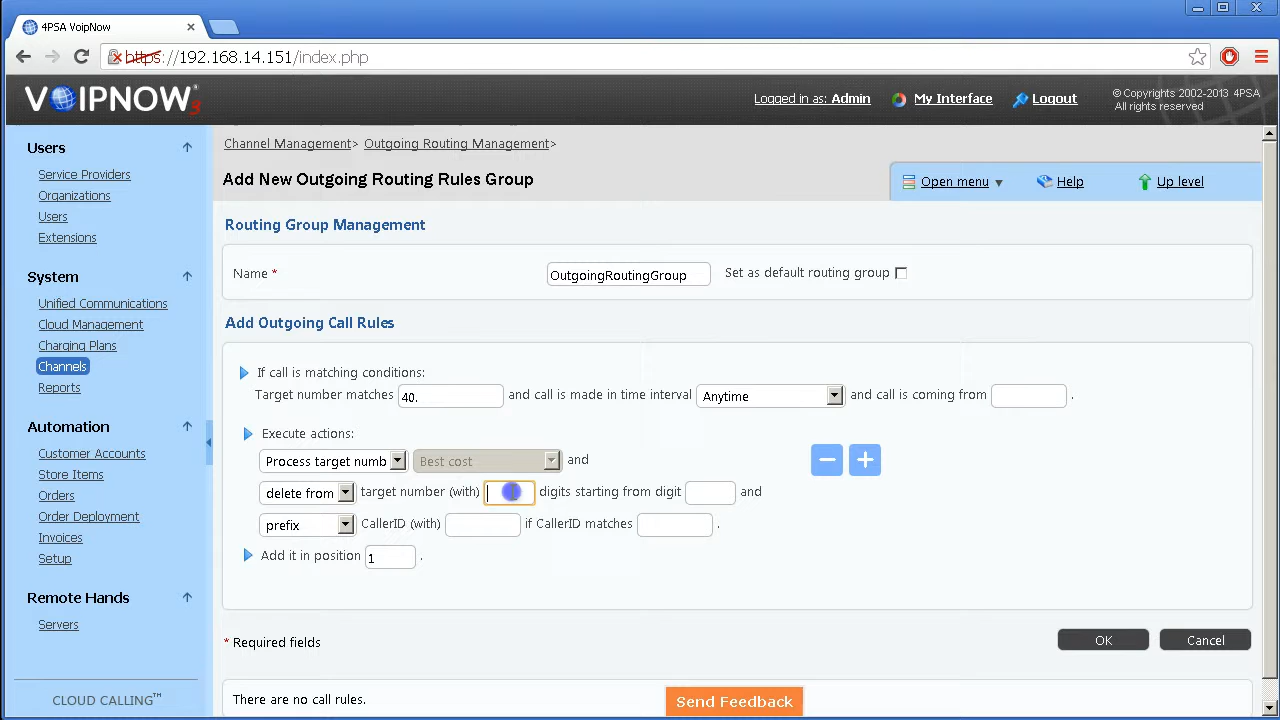 4PSA VoipNow
https://192.168.14.151/index.php
VOIPNOW® 3
Logged in as: Admin
My Interface
Logout
© Copyrights 2002-2013 4PSA
All rights reserved
Users
Service Providers
Organizations
Users
Extensions
System
Unified Communications
Cloud Management
Charging Plans
Channels
Reports
Automation
Customer Accounts
Store Items
Orders
Order Deployment
Invoices
Setup
Remote Hands
Servers
CLOUD CALLING™
Channel Management> Outgoing Routing Management>
Add New Outgoing Routing Rules Group
Open menu
Help
Up level
Routing Group Management
Name * OutgoingRoutingGroup Set as default routing group
Add Outgoing Call Rules
If call is matching conditions:
Target number matches 40. and call is made in time interval Anytime and call is coming from .
Execute actions:
Process target numb Best cost and
delete from target number (with) digits starting from digit and
prefix CallerID (with) if CallerID matches .
Add it in position 1 .
* Required fields
OK
Cancel
There are no call rules.
Send Feedback